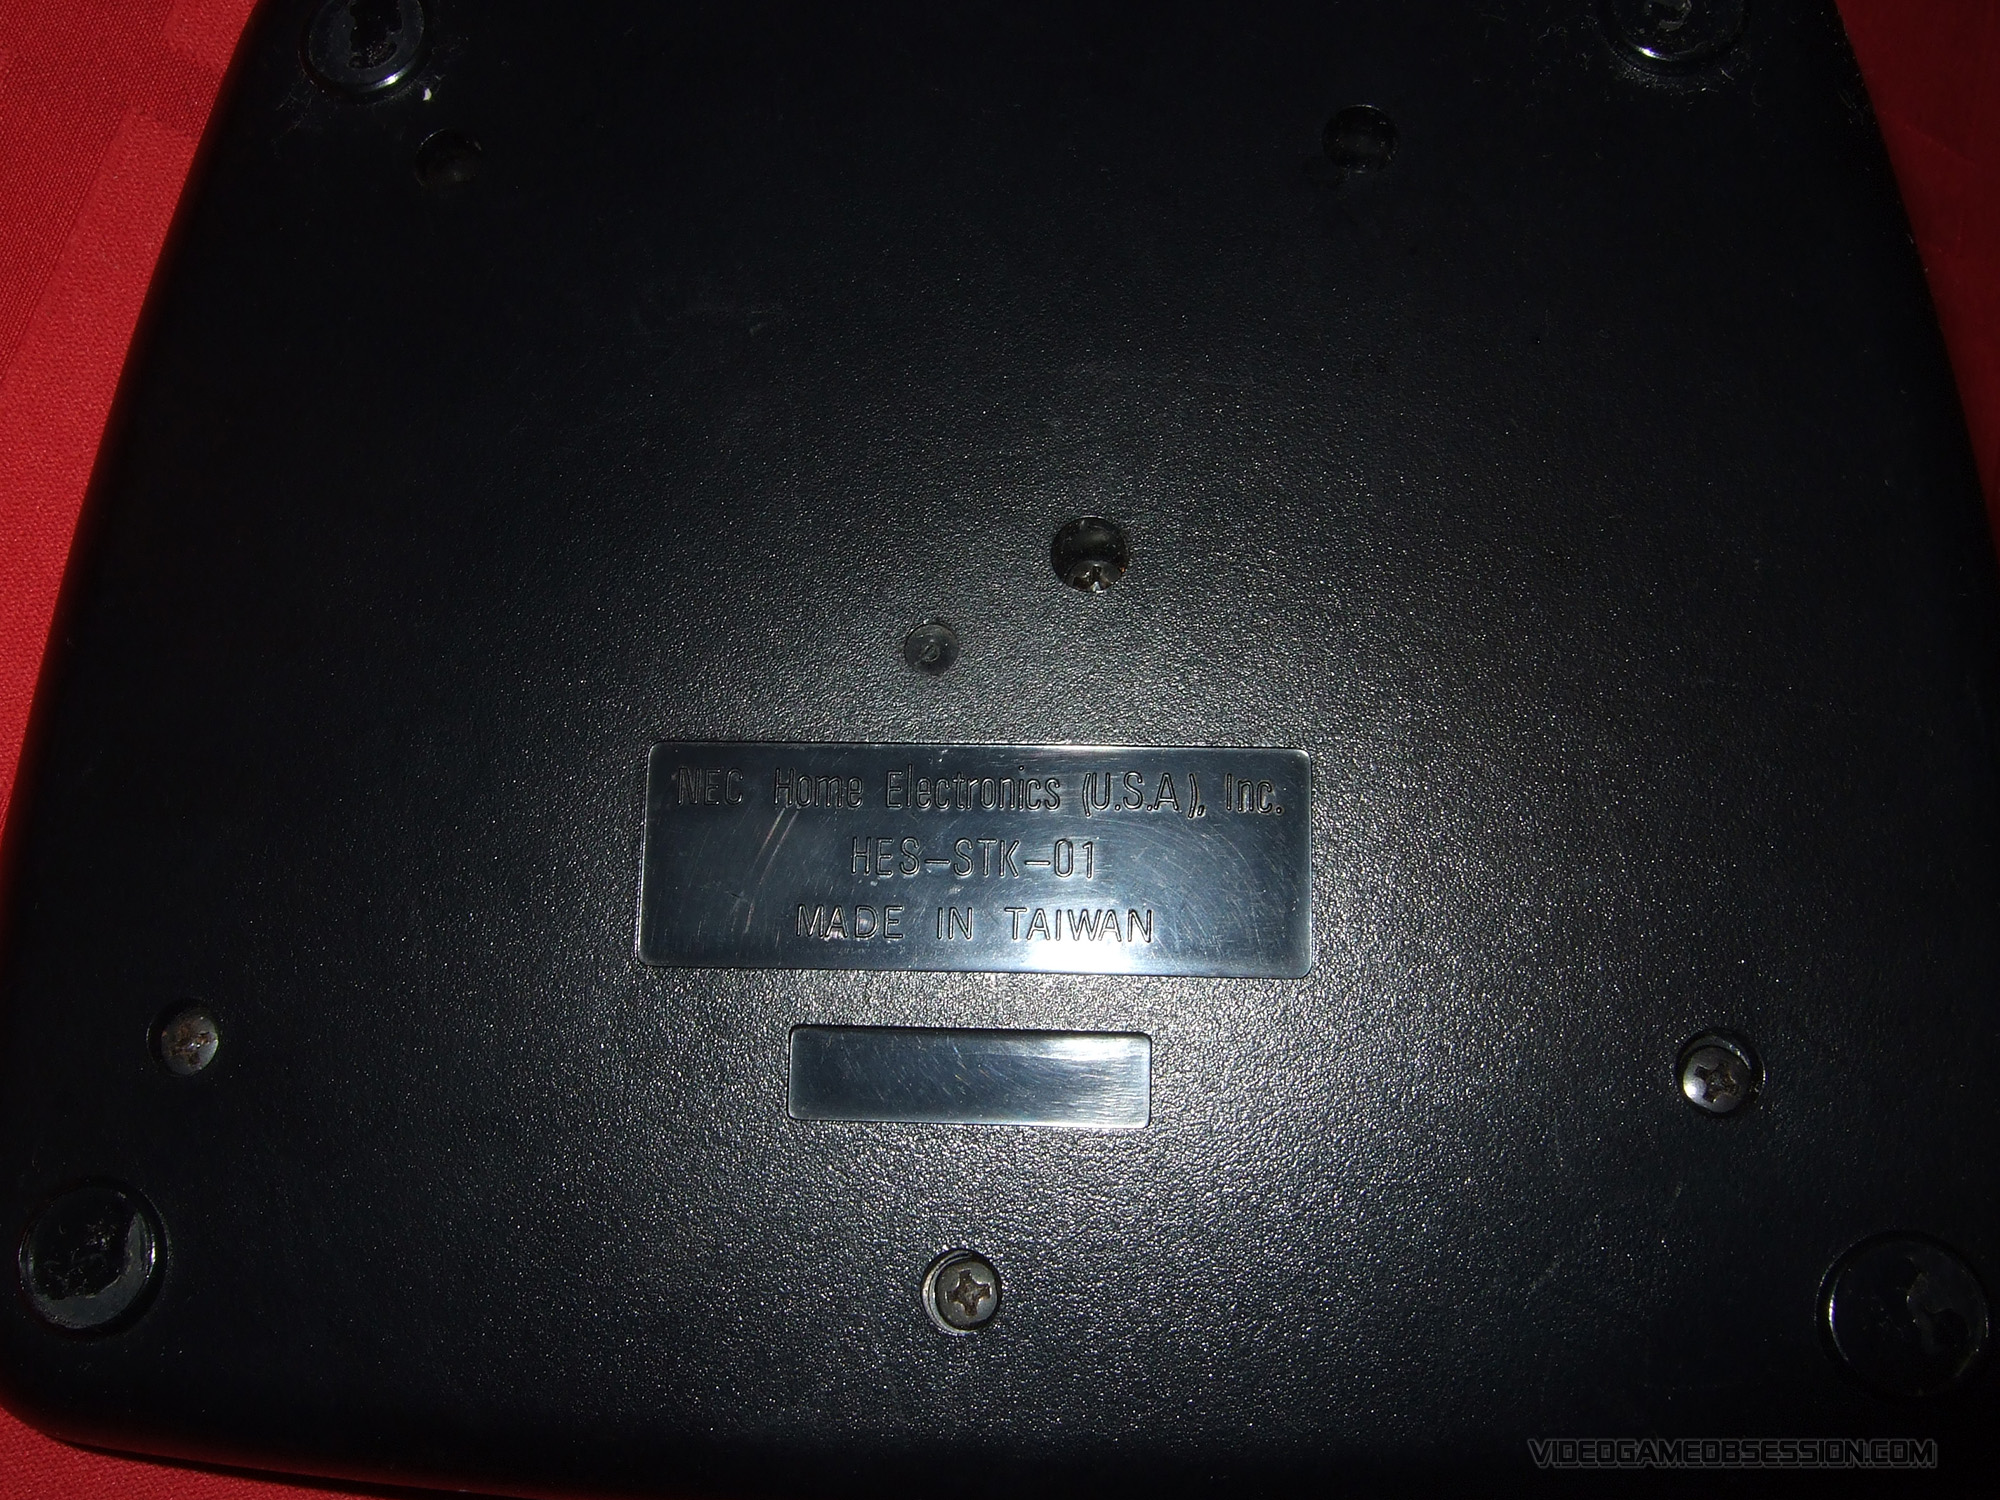 NEC Home Electronics (U.S.A.), Inc.
HES-STK-01
MADE IN TAIWAN
VIDEOGAMEOBSESSION.COM